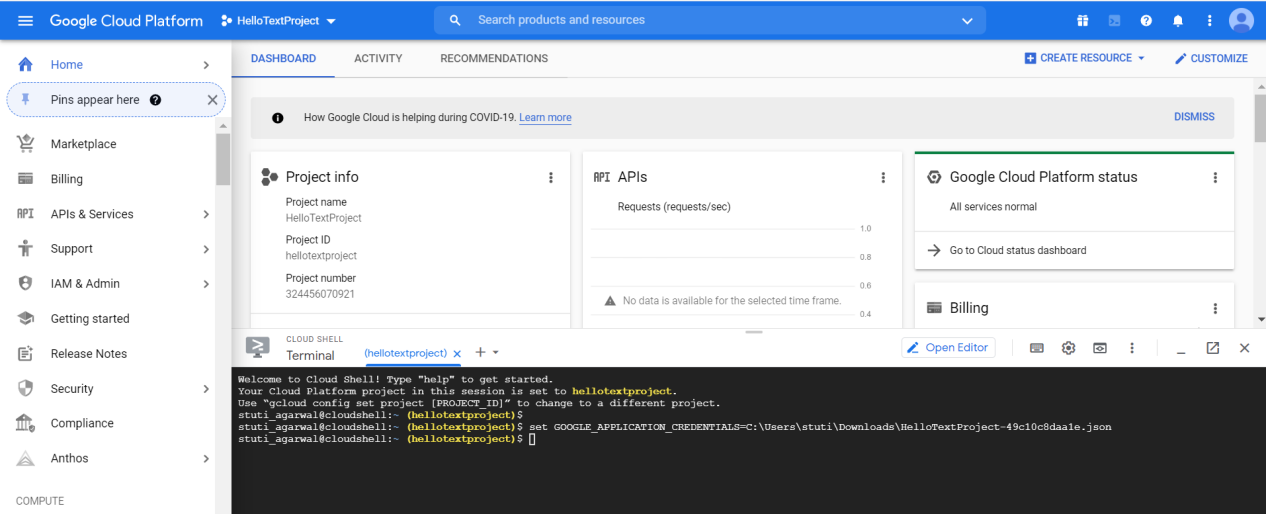 Google Cloud Platform HelloTextProject Search products and resources
Home
Pins appear here
Marketplace
Billing
API APIs & Services
Support
IAM & Admin
Getting started
Release Notes
Security
Compliance
Anthos
COMPUTE
DASHBOARD ACTIVITY RECOMMENDATIONS CREATE RESOURCE CUSTOMIZE
How Google Cloud is helping during COVID-19. Learn more DISMISS
Project info
Project name
HelloTextProject
Project ID
hellotextproject
Project number
324456070921
API APIs
Requests (requests/sec)
1.0
0.8
0.6
No data is available for the selected time frame.
0.4
Google Cloud Platform status
All services normal
Go to Cloud status dashboard
Billing
CLOUD SHELL
Terminal (hellotextproject) Open Editor
Welcome to Cloud Shell! Type "help" to get started.
Your Cloud Platform project in this session is set to hellotextproject.
Use “gcloud config set project [PROJECT_ID]” to change to a different project.
stuti_agarwal@cloudshell:~ (hellotextproject)$
stuti_agarwal@cloudshell:~ (hellotextproject)$ set GOOGLE_APPLICATION_CREDENTIALS=C:\Users\stuti\Downloads\HelloTextProject-49c10c8daa1e.json
stuti_agarwal@cloudshell:~ (hellotextproject)$